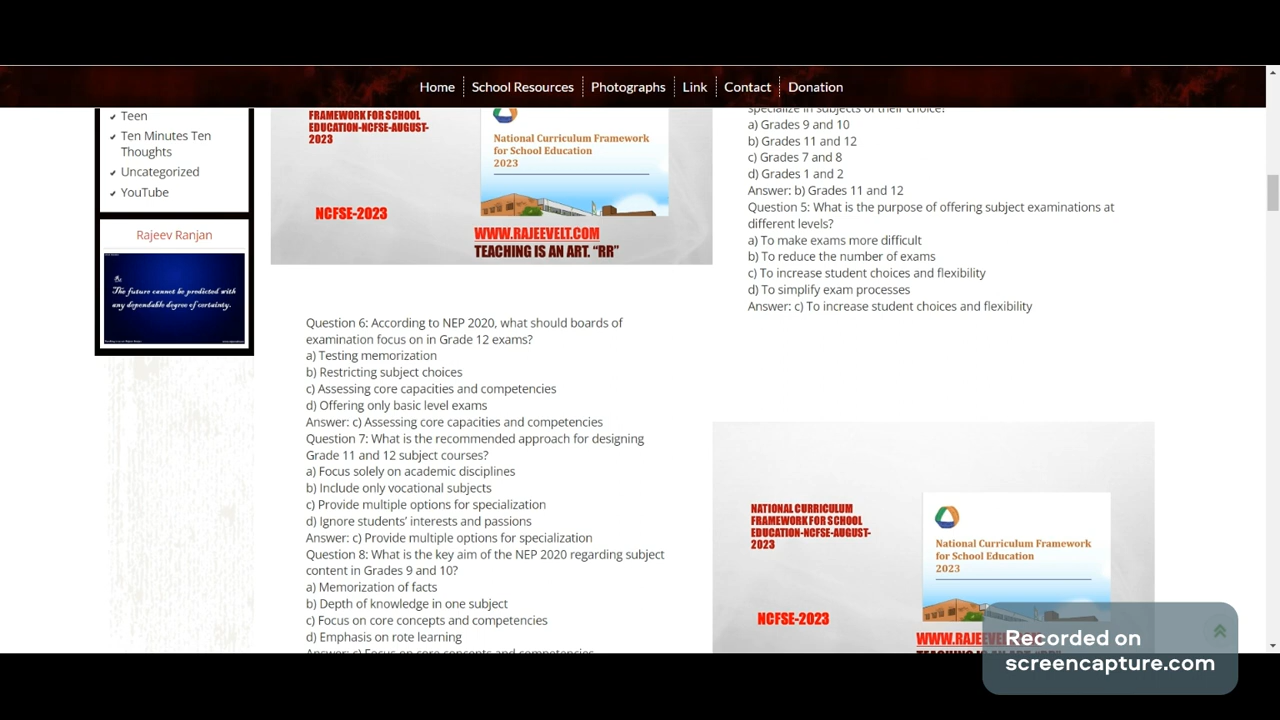 Home
School Resources
Photographs
Link
Contact
Donation
Teen
Ten Minutes Ten
Thoughts
Uncategorized
YouTube
Rajeev Ranjan
The future cannot be predicted with
any dependable degree of certainty.
FRAMEWORK FOR SCHOOL
EDUCATION-NCFSE-AUGUST-
2023
National Curriculum Framework
for School Education
2023
NCFSE-2023
WWW.RAJEEVELT.COM
TEACHING IS AN ART. “RR”
Question 6: According to NEP 2020, what should boards of
examination focus on in Grade 12 exams?
a) Testing memorization
b) Restricting subject choices
c) Assessing core capacities and competencies
d) Offering only basic level exams
Answer: c) Assessing core capacities and competencies
Question 7: What is the recommended approach for designing
Grade 11 and 12 subject courses?
a) Focus solely on academic disciplines
b) Include only vocational subjects
c) Provide multiple options for specialization
d) Ignore students’ interests and passions
Answer: c) Provide multiple options for specialization
Question 8: What is the key aim of the NEP 2020 regarding subject
content in Grades 9 and 10?
a) Memorization of facts
b) Depth of knowledge in one subject
c) Focus on core concepts and competencies
d) Emphasis on rote learning
Answer: c) Focus on core concepts and competencies
specialize in subjects of their choice?
a) Grades 9 and 10
b) Grades 11 and 12
c) Grades 7 and 8
d) Grades 1 and 2
Answer: b) Grades 11 and 12
Question 5: What is the purpose of offering subject examinations at
different levels?
a) To make exams more difficult
b) To reduce the number of exams
c) To increase student choices and flexibility
d) To simplify exam processes
Answer: c) To increase student choices and flexibility
NATIONAL CURRICULUM
FRAMEWORK FOR SCHOOL
EDUCATION-NCFSE-AUGUST-
2023
National Curriculum Framework
for School Education
2023
NCFSE-2023
Recorded on
screencapture.com